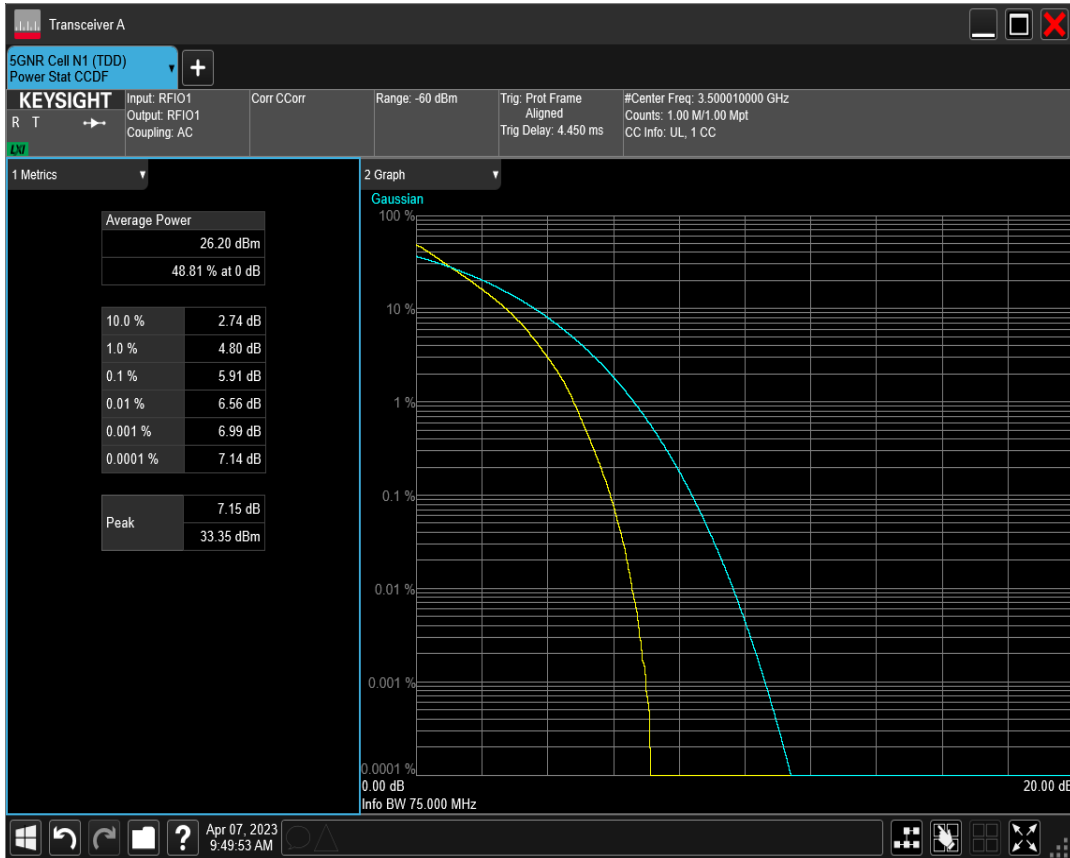 Transceiver A
5GNR Cell N1 (TDD)
Power Stat CCDF
+
KEYSIGHT
R T
LXI
Input: RFIO1
Output: RFIO1
Coupling: AC
Corr CCorr
Range: -60 dBm
Trig: Prot Frame
Aligned
Trig Delay: 4.450 ms
#Center Freq: 3.500010000 GHz
Counts: 1.00 M/1.00 Mpt
CC Info: UL, 1 CC
1 Metrics
Average Power
26.20 dBm
48.81 % at 0 dB
10.0 % 2.74 dB
1.0 % 4.80 dB
0.1 % 5.91 dB
0.01 % 6.56 dB
0.001 % 6.99 dB
0.0001 % 7.14 dB
Peak 7.15 dB
33.35 dBm
2 Graph
Gaussian
100 %
10 %
1 %
0.1 %
0.01 %
0.001 %
0.0001 %
0.00 dB 20.00 dB
Info BW 75.000 MHz
? Apr 07, 2023
9:49:53 AM